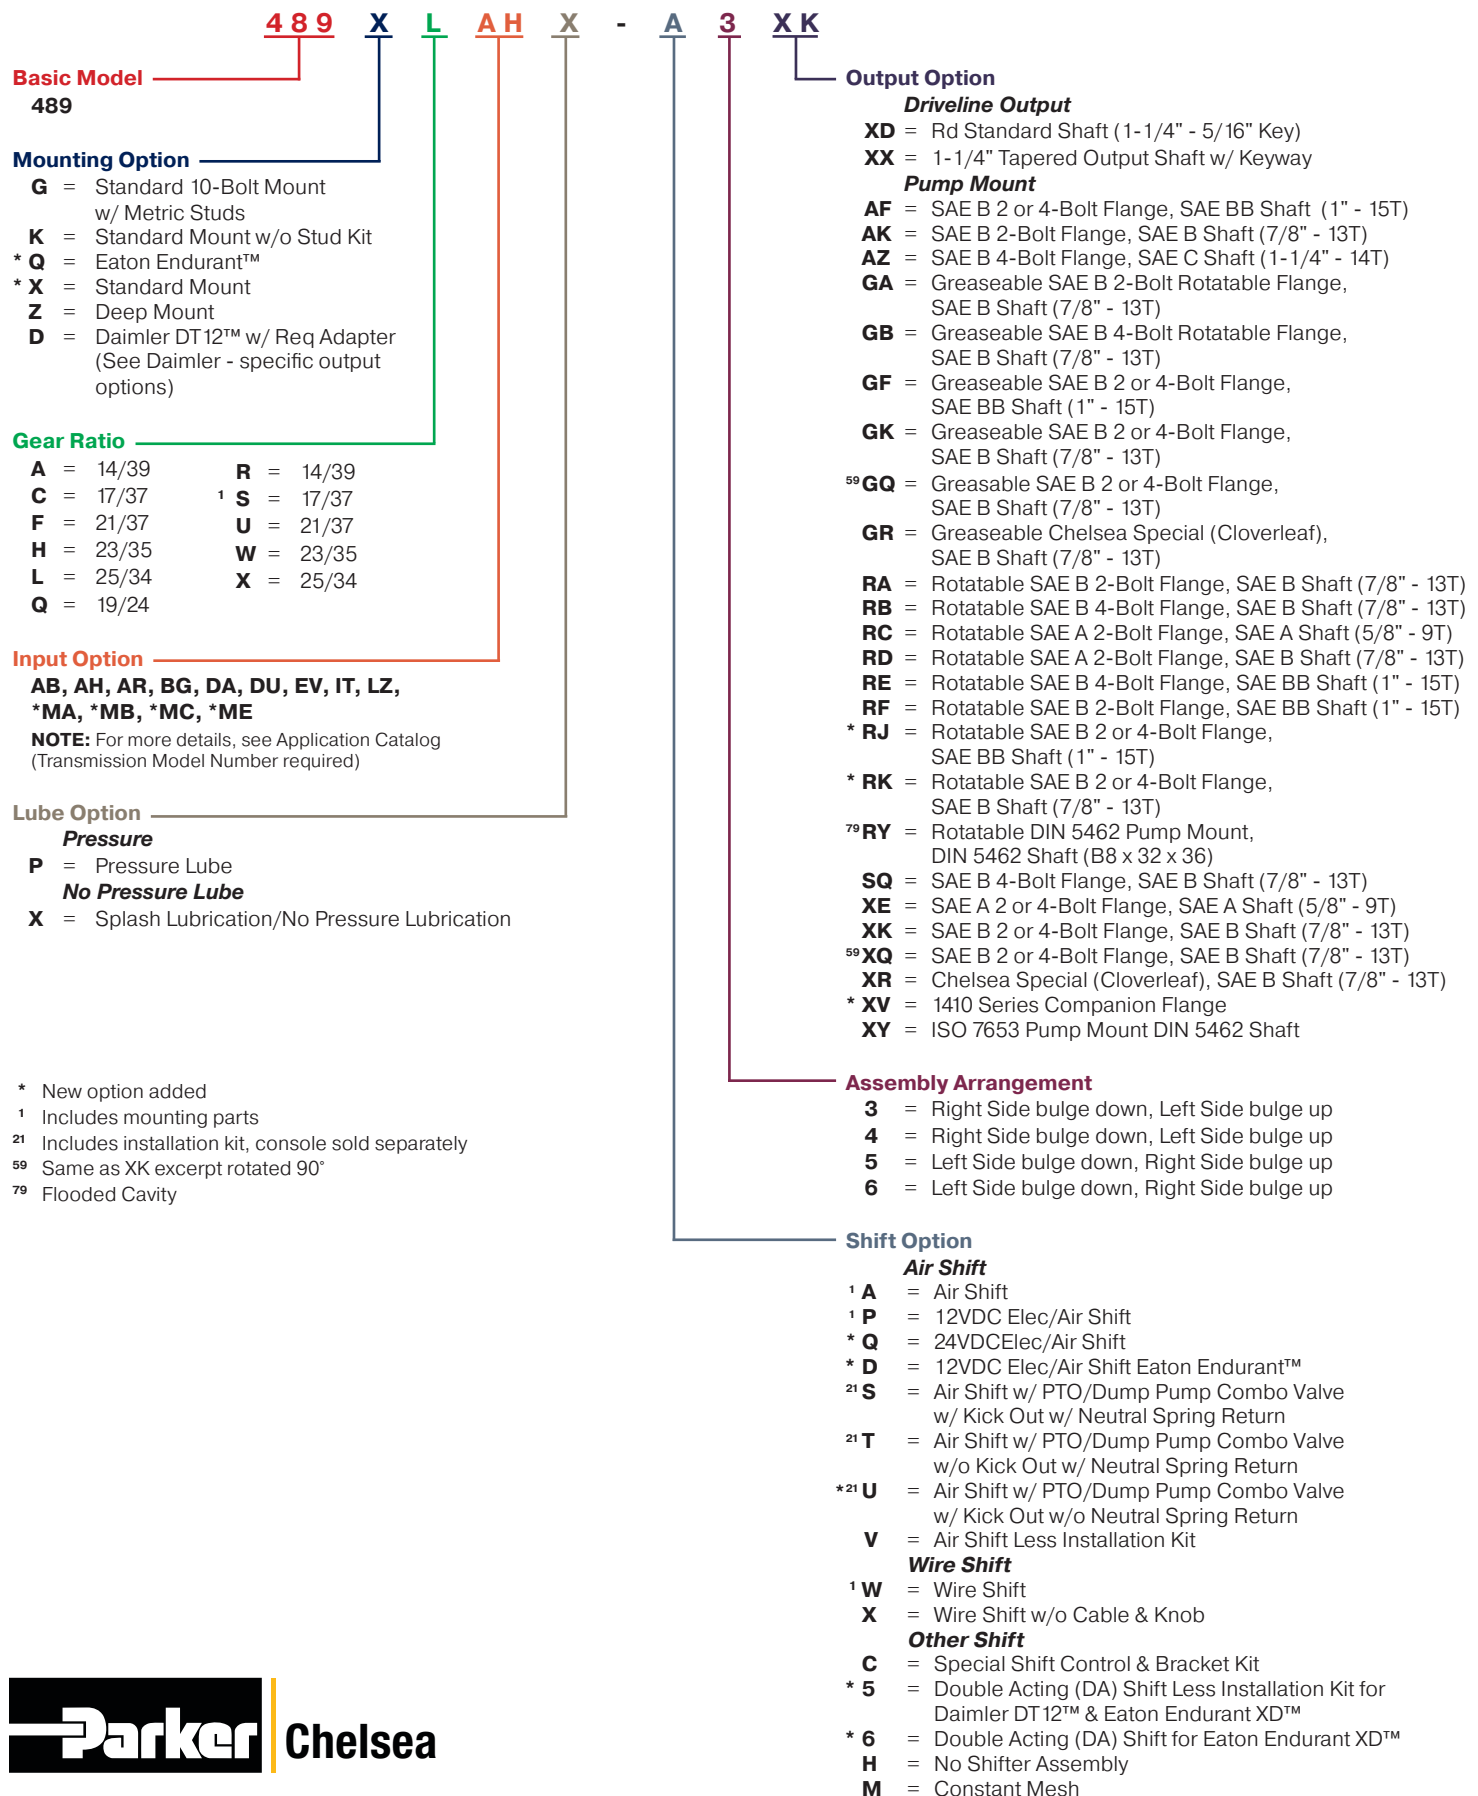 489 X L AH X - A 3 XK
Basic Model
489
Mounting Option
G = Standard 10-Bolt Mount
w/ Metric Studs
K = Standard Mount w/o Stud Kit
* Q = Eaton Endurant™
* X = Standard Mount
Z = Deep Mount
D = Daimler DT12™ w/ Req Adapter
(See Daimler - specific output
options)
Gear Ratio
A = 14/39
C = 17/37
F = 21/37
H = 23/35
L = 25/34
Q = 19/24
R = 14/39
1 S = 17/37
U = 21/37
W = 23/35
X = 25/34
Input Option
AB, AH, AR, BG, DA, DU, EV, IT, LZ,
*MA, *MB, *MC, *ME
NOTE: For more details, see Application Catalog
(Transmission Model Number required)
Lube Option
Pressure
P = Pressure Lube
No Pressure Lube
X = Splash Lubrication/No Pressure Lubrication
* New option added
1 Includes mounting parts
21 Includes installation kit, console sold separately
59 Same as XK excerpt rotated 90°
79 Flooded Cavity
Output Option
Driveline Output
XD = Rd Standard Shaft (1-1/4" - 5/16" Key)
XX = 1-1/4" Tapered Output Shaft w/ Keyway
Pump Mount
AF = SAE B 2 or 4-Bolt Flange, SAE BB Shaft (1" - 15T)
AK = SAE B 2-Bolt Flange, SAE B Shaft (7/8" - 13T)
AZ = SAE B 4-Bolt Flange, SAE C Shaft (1-1/4" - 14T)
GA = Greaseable SAE B 2-Bolt Rotatable Flange,
SAE B Shaft (7/8" - 13T)
GB = Greaseable SAE B 4-Bolt Rotatable Flange,
SAE B Shaft (7/8" - 13T)
GF = Greaseable SAE B 2 or 4-Bolt Flange,
SAE BB Shaft (1" - 15T)
GK = Greaseable SAE B 2 or 4-Bolt Flange,
SAE B Shaft (7/8" - 13T)
59 GQ = Greasable SAE B 2 or 4-Bolt Flange,
SAE B Shaft (7/8" - 13T)
GR = Greaseable Chelsea Special (Cloverleaf),
SAE B Shaft (7/8" - 13T)
RA = Rotatable SAE B 2-Bolt Flange, SAE B Shaft (7/8" - 13T)
RB = Rotatable SAE B 4-Bolt Flange, SAE B Shaft (7/8" - 13T)
RC = Rotatable SAE A 2-Bolt Flange, SAE A Shaft (5/8" - 9T)
RD = Rotatable SAE A 2-Bolt Flange, SAE B Shaft (7/8" - 13T)
RE = Rotatable SAE B 4-Bolt Flange, SAE BB Shaft (1" - 15T)
RF = Rotatable SAE B 2-Bolt Flange, SAE BB Shaft (1" - 15T)
* RJ = Rotatable SAE B 2 or 4-Bolt Flange,
SAE BB Shaft (1" - 15T)
* RK = Rotatable SAE B 2 or 4-Bolt Flange,
SAE B Shaft (7/8" - 13T)
79 RY = Rotatable DIN 5462 Pump Mount,
DIN 5462 Shaft (B8 x 32 x 36)
SQ = SAE B 4-Bolt Flange, SAE B Shaft (7/8" - 13T)
XE = SAE A 2 or 4-Bolt Flange, SAE A Shaft (5/8" - 9T)
XK = SAE B 2 or 4-Bolt Flange, SAE B Shaft (7/8" - 13T)
59 XQ = SAE B 2 or 4-Bolt Flange, SAE B Shaft (7/8" - 13T)
XR = Chelsea Special (Cloverleaf), SAE B Shaft (7/8" - 13T)
* XV = 1410 Series Companion Flange
XY = ISO 7653 Pump Mount DIN 5462 Shaft
Assembly Arrangement
3 = Right Side bulge down, Left Side bulge up
4 = Right Side bulge down, Left Side bulge up
5 = Left Side bulge down, Right Side bulge up
6 = Left Side bulge down, Right Side bulge up
Shift Option
Air Shift
1 A = Air Shift
1 P = 12VDC Elec/Air Shift
* Q = 24VDCElec/Air Shift
* D = 12VDC Elec/Air Shift Eaton Endurant™
21 S = Air Shift w/ PTO/Dump Pump Combo Valve
w/ Kick Out w/ Neutral Spring Return
21 T = Air Shift w/ PTO/Dump Pump Combo Valve
w/o Kick Out w/ Neutral Spring Return
*21 U = Air Shift w/ PTO/Dump Pump Combo Valve
w/ Kick Out w/o Neutral Spring Return
V = Air Shift Less Installation Kit
Wire Shift
1 W = Wire Shift
X = Wire Shift w/o Cable & Knob
Other Shift
C = Special Shift Control & Bracket Kit
* 5 = Double Acting (DA) Shift Less Installation Kit for
Daimler DT12™ & Eaton Endurant XD™
* 6 = Double Acting (DA) Shift for Eaton Endurant XD™
H = No Shifter Assembly
M = Constant Mesh
Parker Chelsea